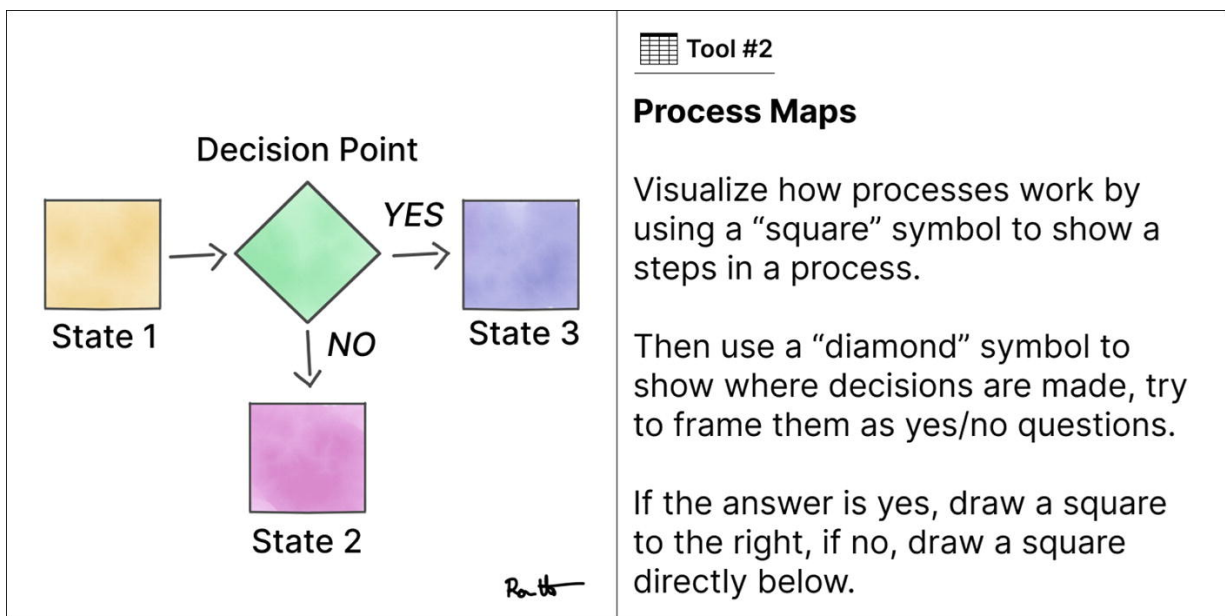 Decision Point
YES
State 1
State 3
NO
State 2
Tool #2
Process Maps
Visualize how processes work by
using a “square” symbol to show a
steps in a process.
Then use a “diamond” symbol to
show where decisions are made, try
to frame them as yes/no questions.
If the answer is yes, draw a square
to the right, if no, draw a square
directly below.